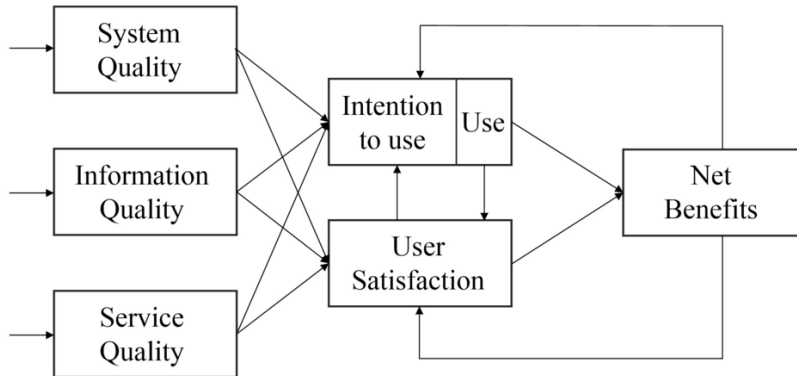 System
Quality
Intention
to use
Use
Information
Quality
Net
Benefits
User
Satisfaction
Service
Quality